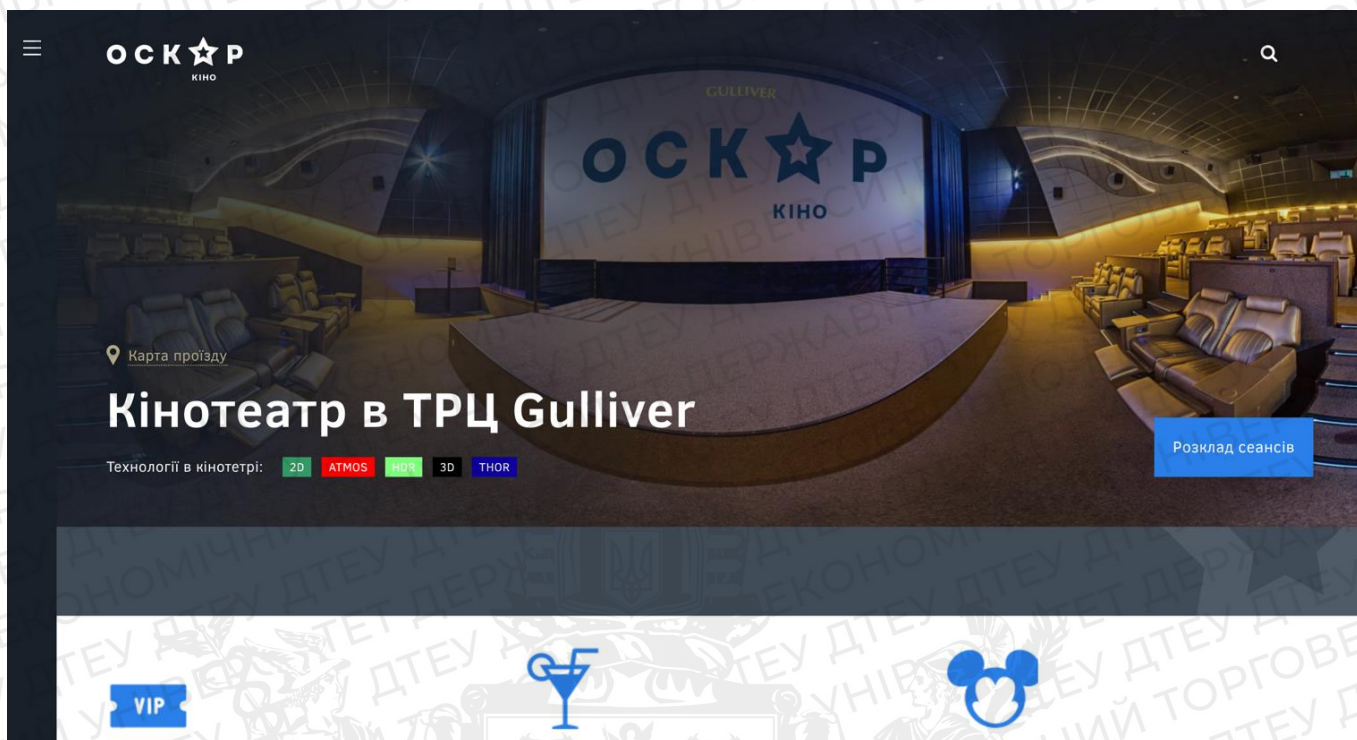 ОСКАР
КІНО
GULLIVER
ОСКАР
КІНО
Карта проїзду
Кінотеатр в ТРЦ Gulliver
Технології в кінотетрі: 2D ATMOS HDR 3D THOR
Розклад сеансів
VIP